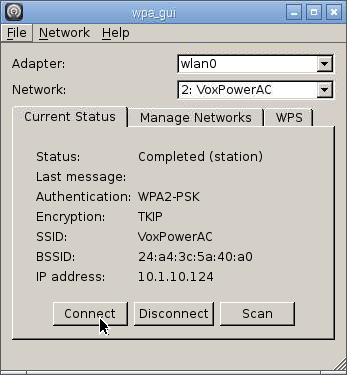 wpa_gui
File Network Help
Adapter: wlan0
Network: 2: VoxPowerAC
Current Status Manage Networks WPS
Status: Completed (station)
Last message:
Authentication: WPA2-PSK
Encryption: TKIP
SSID: VoxPowerAC
BSSID: 24:a4:3c:5a:40:a0
IP address: 10.1.10.124
Connect Disconnect Scan